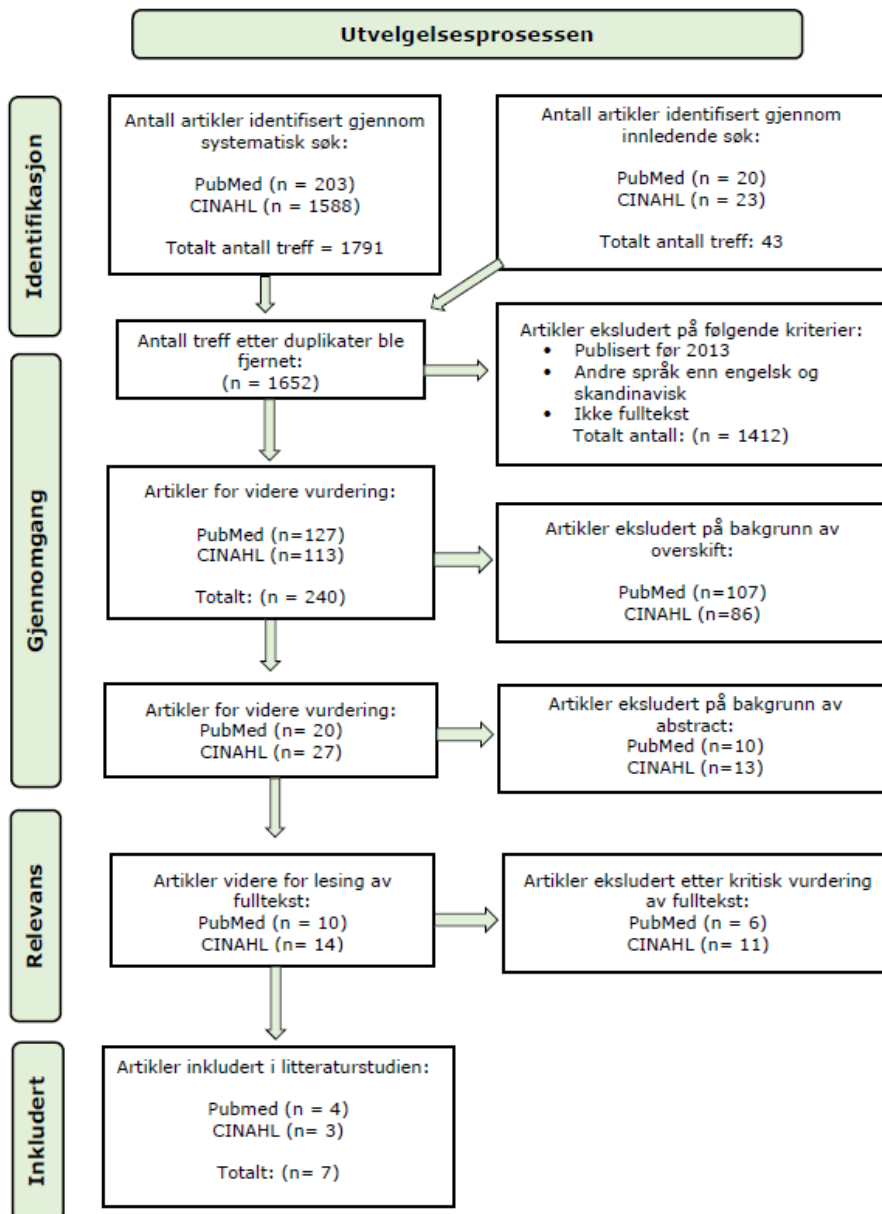 Utvelgelsesprosessen
Identifikasjon
Antall artikler identifisert gjennom
systematisk søk:
PubMed (n = 203)
CINAHL (n = 1588)
Totalt antall treff = 1791
Antall artikler identifisert gjennom
innledende søk:
PubMed (n = 20)
CINAHL (n = 23)
Totalt antall treff: 43
Antall treff etter duplikater ble
fjernet:
(n = 1652)
Artikler eksludert på følgende kriterier:
• Publisert før 2013
• Andre språk enn engelsk og
skandinavisk
• Ikke fulltekst
Totalt antall: (n = 1412)
Gjennomgang
Artikler for videre vurdering:
PubMed (n=127)
CINAHL (n=113)
Totalt: (n = 240)
Artikler eksludert på bakgrunn av
overskift:
PubMed (n=107)
CINAHL (n=86)
Artikler for videre vurdering:
PubMed (n= 20)
CINAHL (n= 27)
Artikler eksludert på bakgrunn av
abstract:
PubMed (n=10)
CINAHL (n=13)
Relevans
Artikler videre for lesing av
fulltekst:
PubMed (n = 10)
CINAHL (n= 14)
Artikler eksludert etter kritisk vurdering
av fulltekst:
PubMed (n = 6)
CINAHL (n= 11)
Inkludert
Artikler inkludert i litteraturstudien:
Pubmed (n = 4)
CINAHL (n= 3)
Totalt: (n= 7)